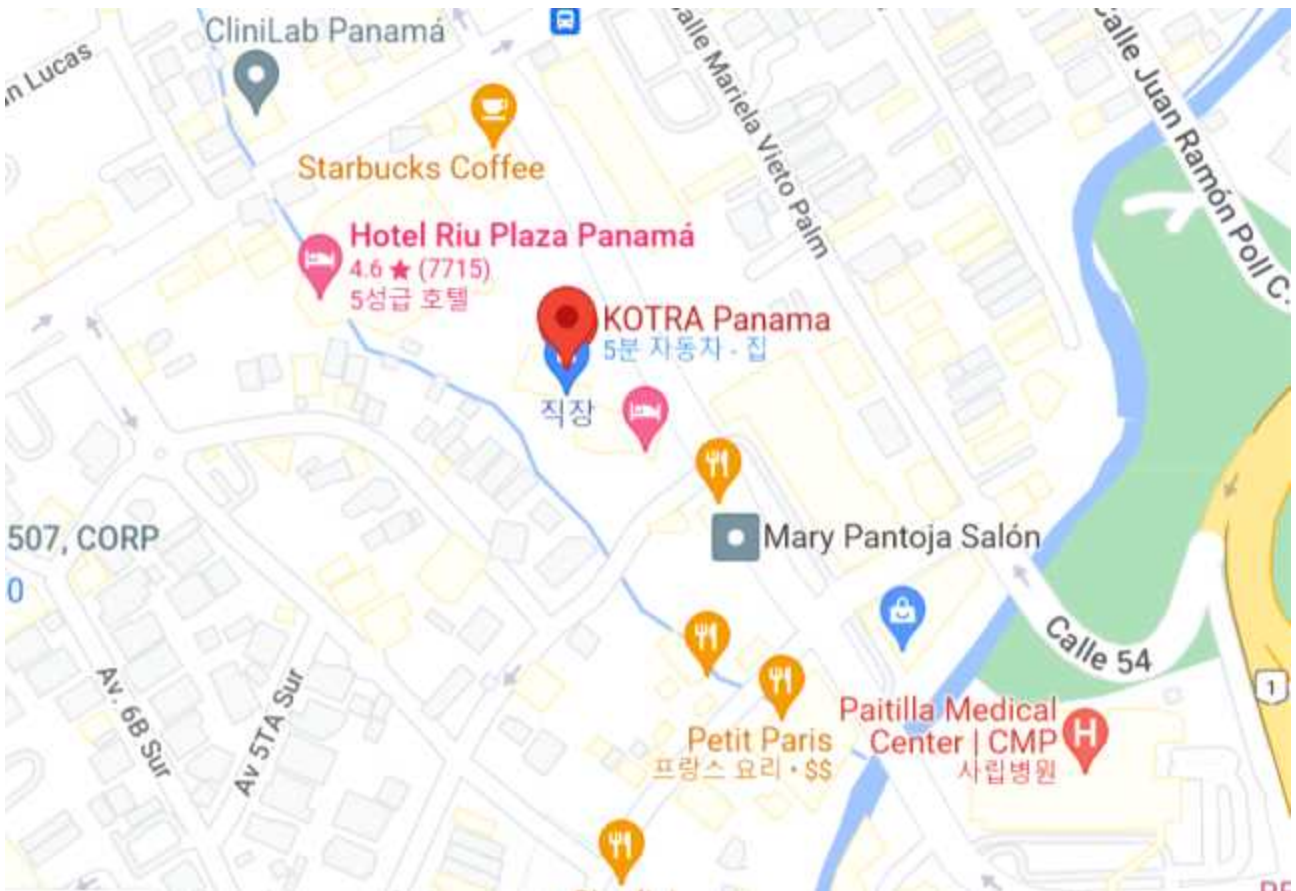 CliniLab Panamá
Starbucks Coffee
Calle Mariela Vieto Palm
Calle Juan Ramón Poll C.
Lucas
Hotel Riu Plaza Panamá
4.6 ★ (7715)
5성급 호텔
KOTRA Panama
5분 자동차 - 집
직장
507, CORP
0
Mary Pantoja Salón
Calle 54
1
Av. 6B Sur
Av 5TA Sur
Petit Paris
프랑스 요리 • $$
Paitilla Medical
Center | CMP
사립병원
H